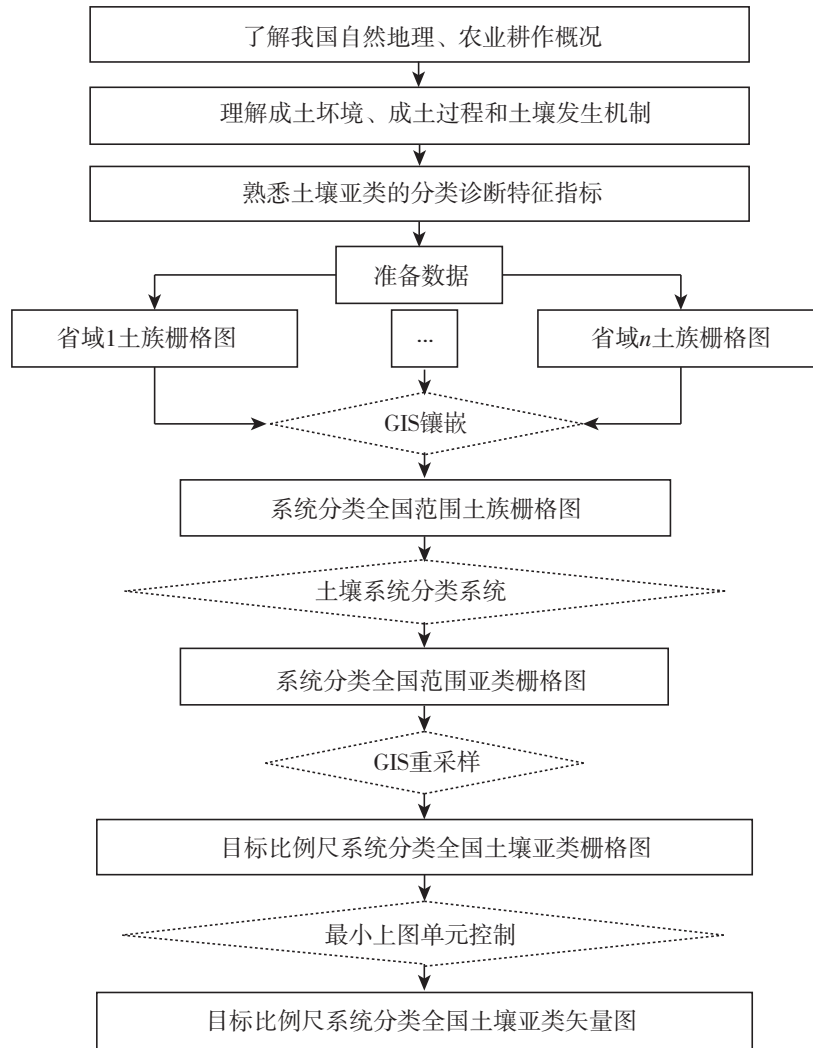 了解我国自然地理、农业耕作概况
理解成土坏境、成土过程和土壤发生机制
熟悉土壤亚类的分类诊断特征指标
准备数据
省域1土族栅格图
...
省域n土族栅格图
GIS镶嵌
系统分类全国范围土族栅格图
土壤系统分类系统
系统分类全国范围亚类栅格图
GIS重采样
目标比例尺系统分类全国土壤亚类栅格图
最小上图单元控制
目标比例尺系统分类全国土壤亚类矢量图